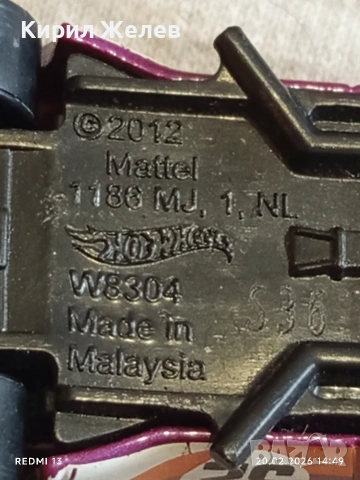 Кирил Желев
©2012
Mattel
1186 MJ, 1, NL
HOT WHEELS
W8304
S36
Made in
Malaysia
REDMI 13
20.02.2026 14:49